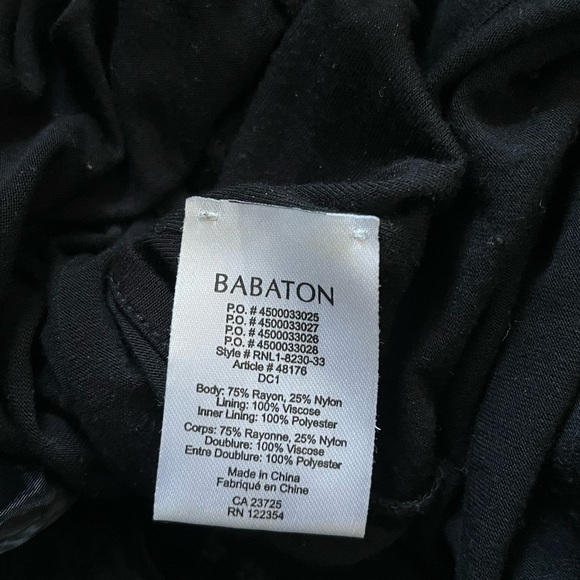 BABATON
P.O. # 4500033025
P.O. # 4500033027
P.O. # 4500033026
P.O. # 4500033028
Style # RNL1-8230-33
Article # 48176
DC1
Body: 75% Rayon, 25% Nylon
Lining: 100% Viscose
Inner Lining: 100% Polyester
Corps: 75% Rayonne, 25% Nylon
Doublure: 100% Viscose
Entre Doublure: 100% Polyester
Made in China
Fabriqué en Chine
CA 23725
RN 122354